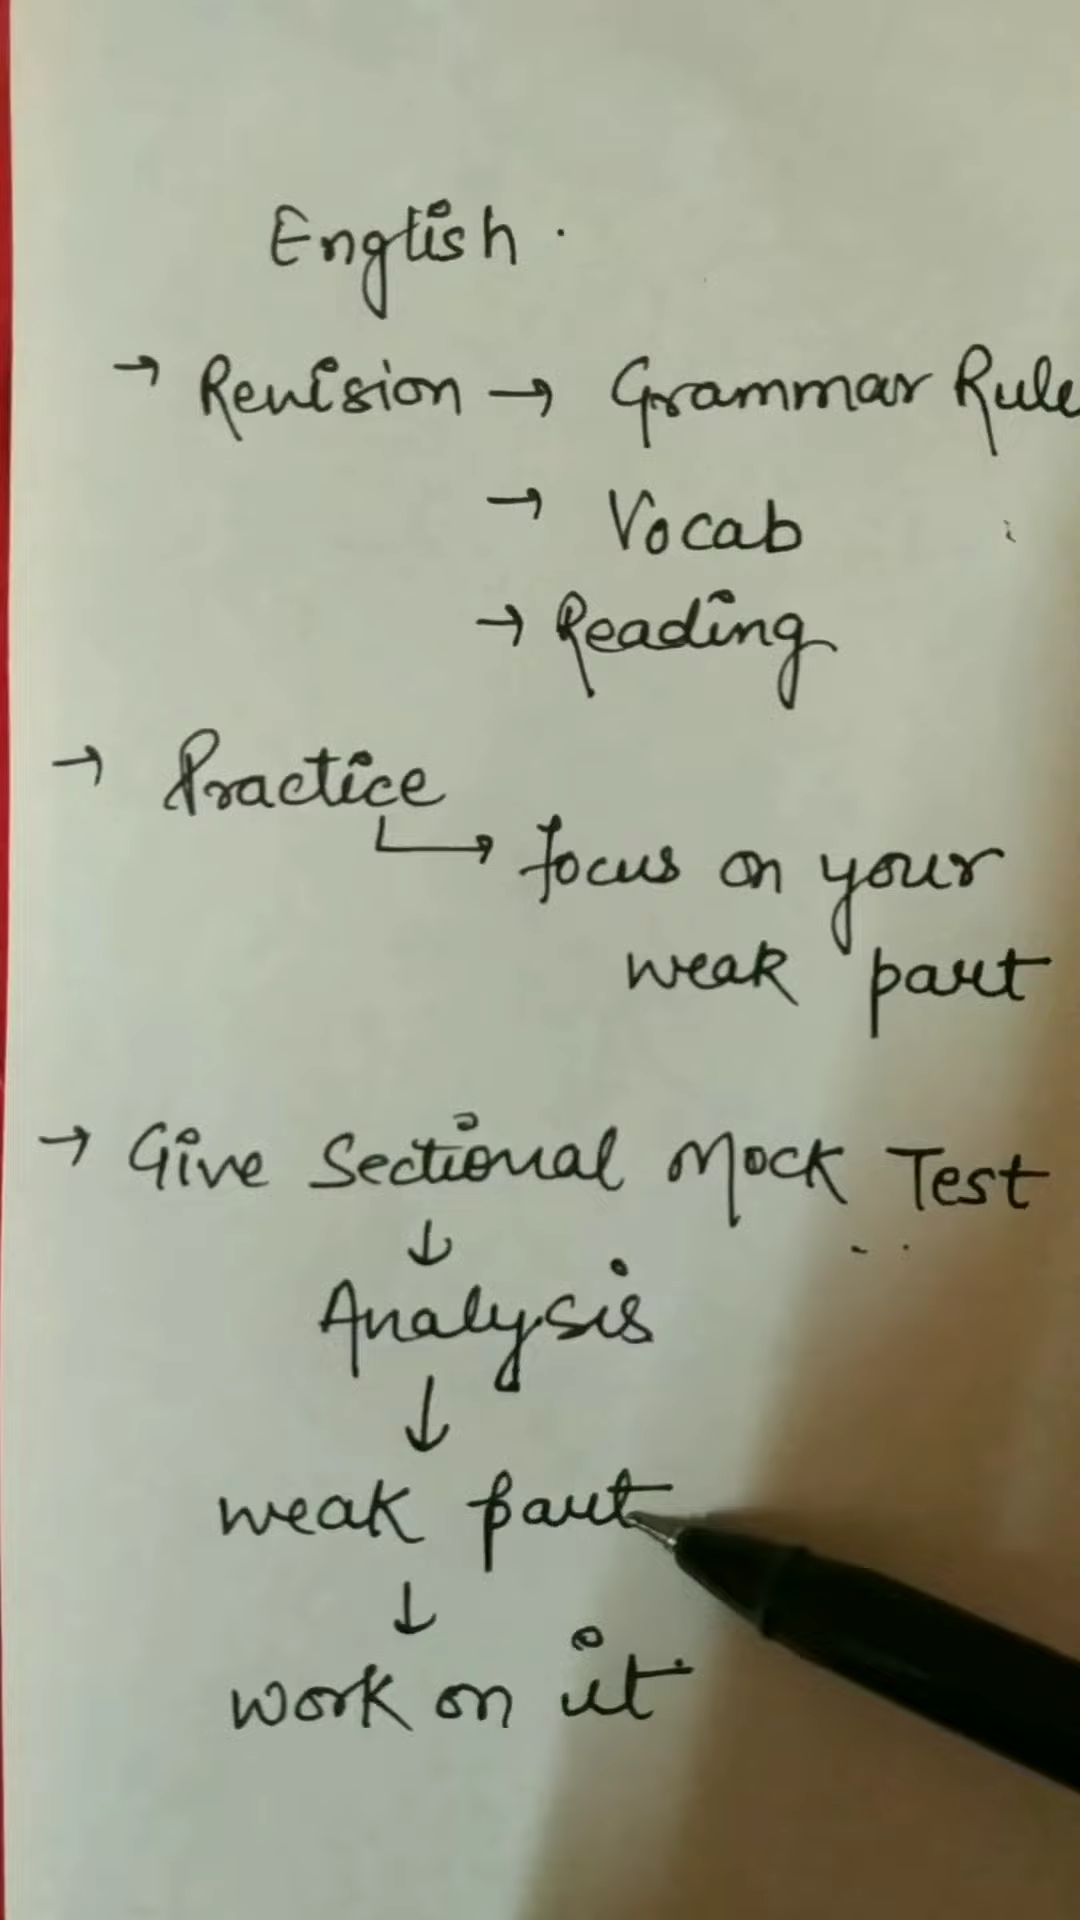 English .
→ Revision → Grammar Rule
→ Vocab
→ Reading
→ Practice
→ focus on your
weak part
→ Give Sectional Mock Test
↓
Analysis
↓
weak part
↓
work on it